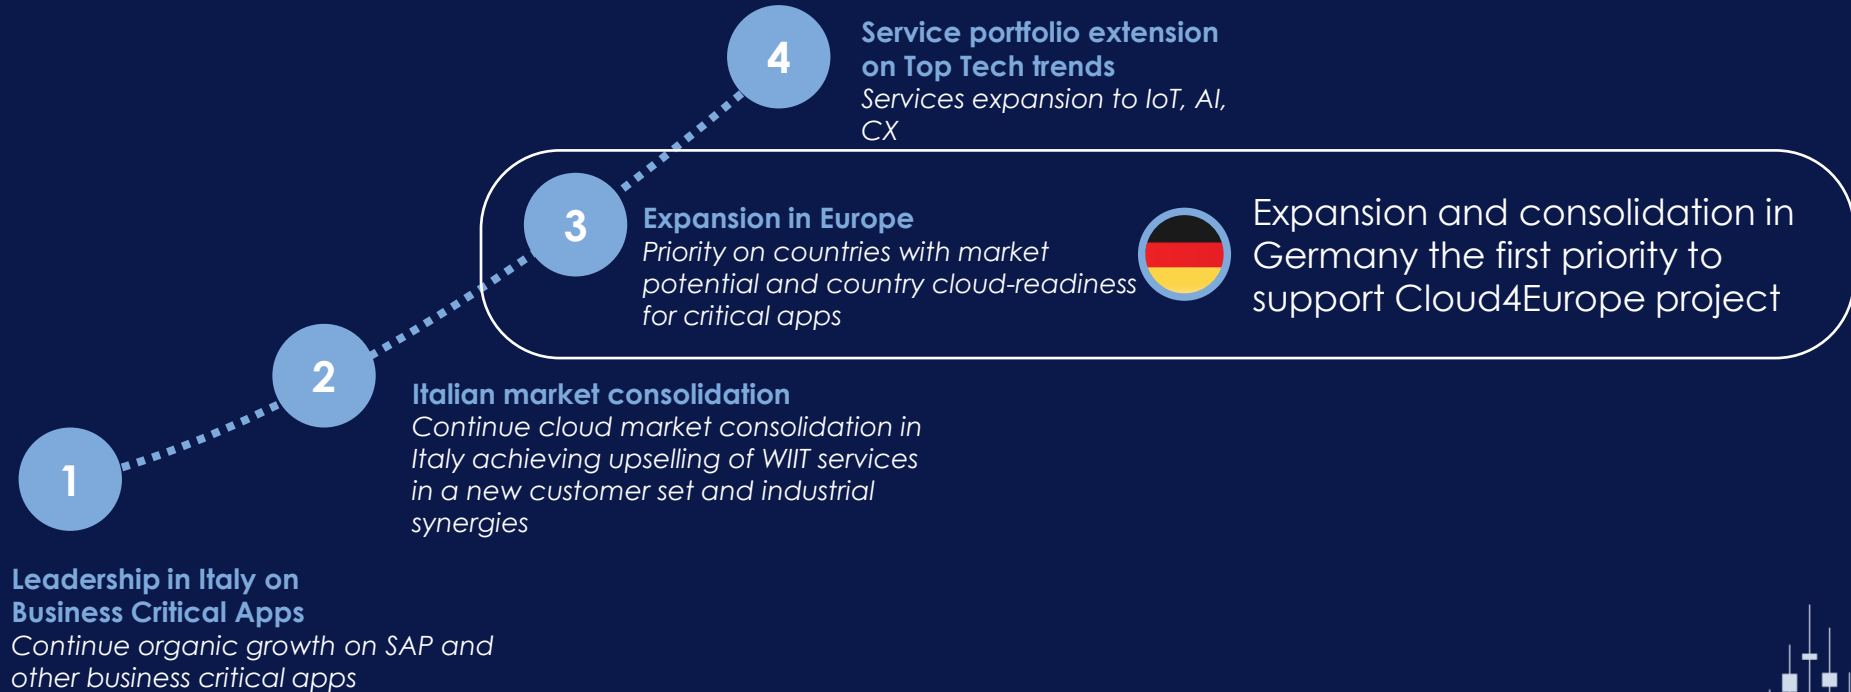 4
Service portfolio extension
on Top Tech trends
Services expansion to IoT, AI,
CX
3
Expansion in Europe
Priority on countries with market
potential and country cloud-readiness
for critical apps
Expansion and consolidation in
Germany the first priority to
support Cloud4Europe project
2
Italian market consolidation
Continue cloud market consolidation in
Italy achieving upselling of WIIT services
in a new customer set and industrial
synergies
1
Leadership in Italy on
Business Critical Apps
Continue organic growth on SAP and
other business critical apps